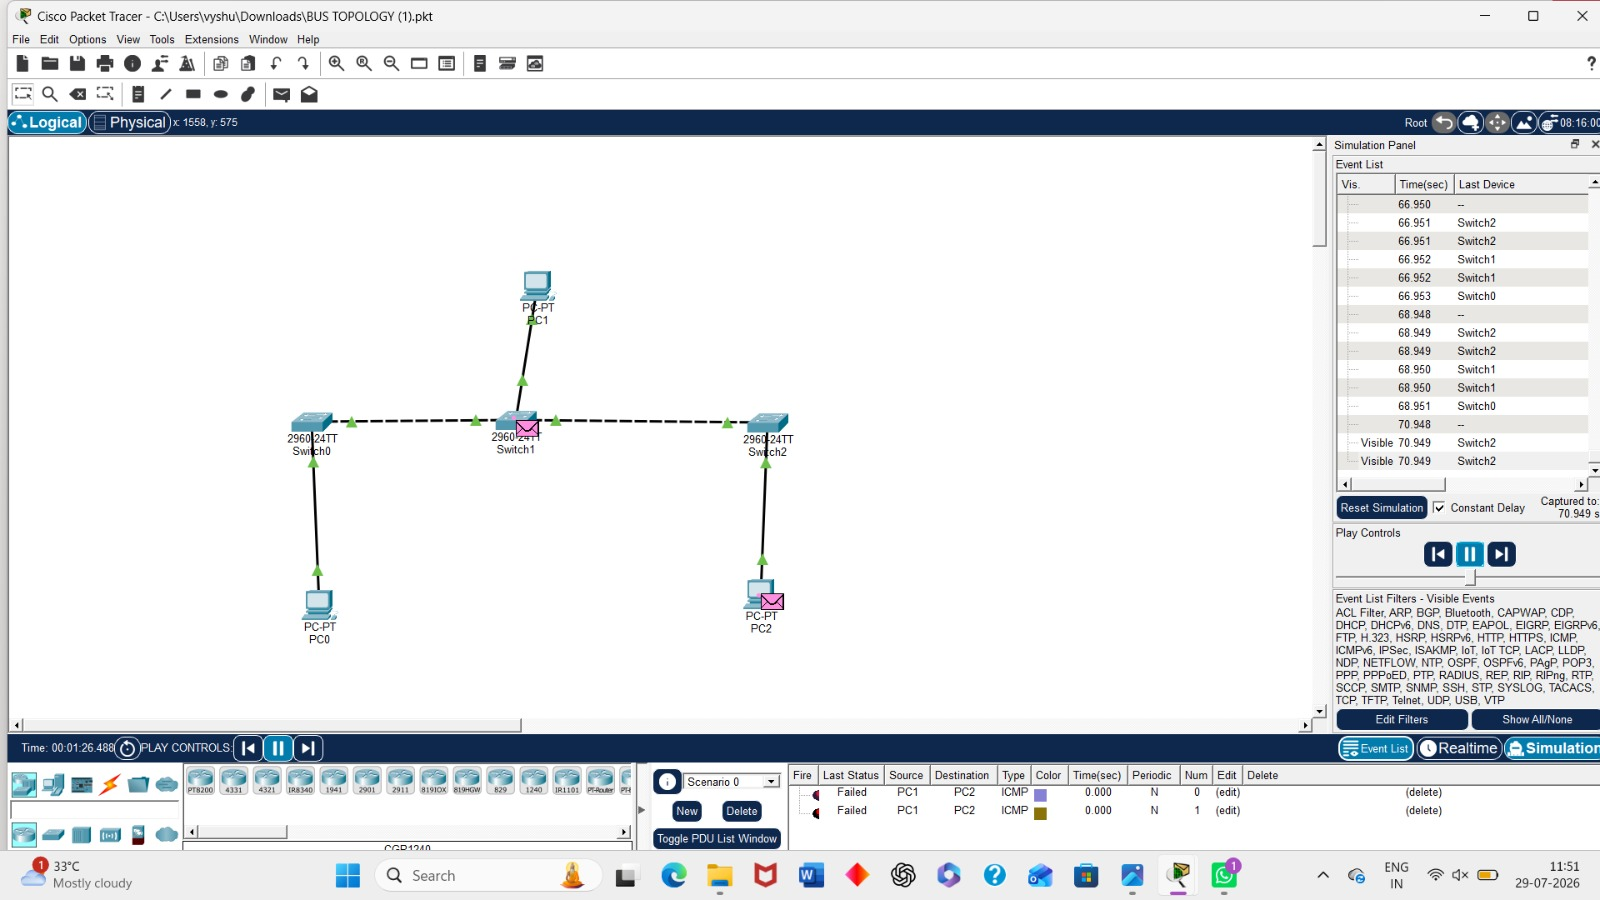 Cisco Packet Tracer - C:\Users\vyshu\Downloads\BUS TOPOLOGY (1).pkt
File Edit Options View Tools Extensions Window Help
?
Logical Physical x: 1558, y: 575 Root 08:16:00
Simulation Panel
Event List
Vis. Time(sec) Last Device
66.950 --
66.951 Switch2
66.951 Switch2
66.952 Switch1
66.952 Switch1
66.953 Switch0
68.948 --
68.949 Switch2
68.949 Switch2
68.950 Switch1
68.950 Switch1
68.951 Switch0
70.948 --
Visible 70.949 Switch2
Visible 70.949 Switch2
Reset Simulation Constant Delay Captured to:
70.949 s
Play Controls
Event List Filters - Visible Events
ACL Filter, ARP, BGP, Bluetooth, CAPWAP, CDP,
DHCP, DHCPv6, DNS, DTP, EAPOL, EIGRP, EIGRPv6,
FTP, H.323, HSRP, HSRPv6, HTTP, HTTPS, ICMP,
ICMPv6, IPSec, ISAKMP, IoT, IoT TCP, LACP, LLDP,
NDP, NETFLOW, NTP, OSPF, OSPFv6, PAgP, POP3,
PPP, PPPoED, PTP, RADIUS, REP, RIP, RIPng, RTP,
SCCP, SMTP, SNMP, SSH, STP, SYSLOG, TACACS,
TCP, TFTP, Telnet, UDP, USB, VTP
Edit Filters Show All/None
Event List Realtime Simulation
PC-PT
PC1
2960-24TT
Switch0
2960-24TT
Switch1
2960-24TT
Switch2
PC-PT
PC0
PC-PT
PC2
Time: 00:01:26.488 PLAY CONTROLS:
PT8200 4331 4321 IR8340 1941 2901 2911 819IOX 819HGW 829 1240 IR1101 PT-Router
CGR1240
Scenario 0
New Delete
Toggle PDU List Window
Fire Last Status Source Destination Type Color Time(sec) Periodic Num Edit Delete
Failed PC1 PC2 ICMP 0.000 N 0 (edit) (delete)
Failed PC1 PC2 ICMP 0.000 N 1 (edit) (delete)
1
33°C
Mostly cloudy
Search
1
ENG
IN
11:51
29-07-2026